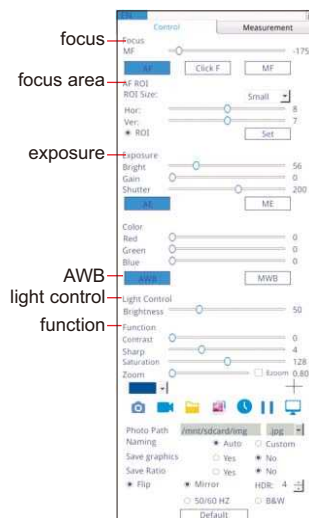 EN
Control Measurement
focus
Focus
MF -175
AF Click F MF
focus area
AF ROI
ROI Size: Small
Hor: 8
Ver: 7
ROI Set
exposure
Exposure
Bright 56
Gain 0
Shutter 200
AE ME
Color
Red 0
Green 0
Blue 0
AWB
AWB MWB
light control
Light Control
Brightness 50
function
Function
Contrast 0
Sharp 4
Saturation 128
Zoom 0.80
Photo Path /mnt/sdcard/img .jpg
Naming Auto Custom
Save graphics Yes No
Save Ratio Yes No
Flip Mirror HDR: 4
50/60 HZ B&W
Default